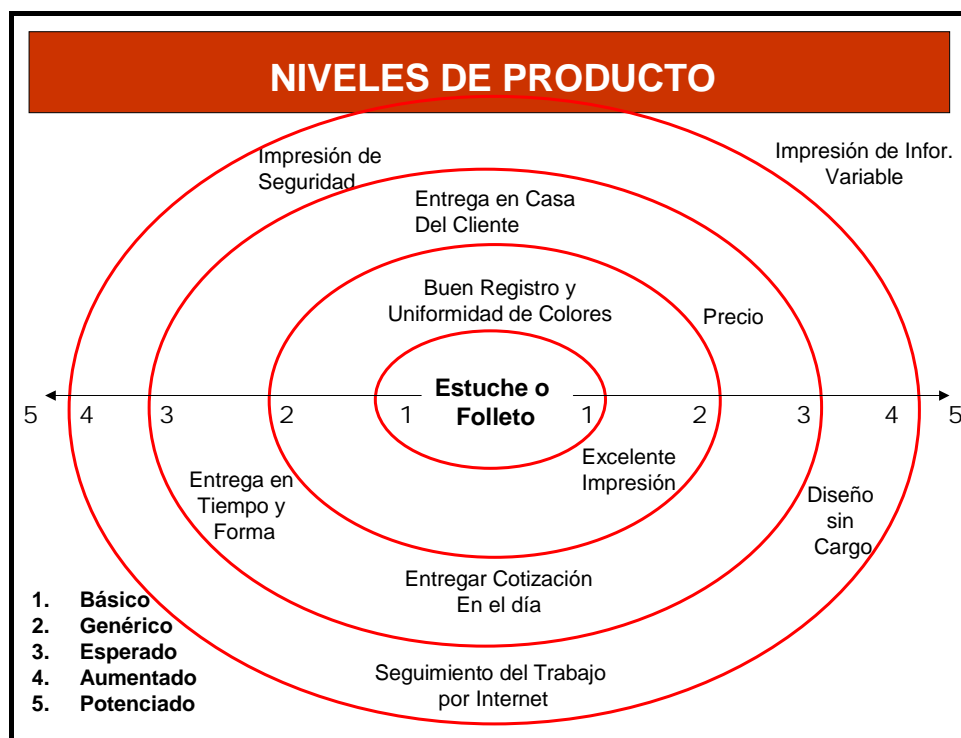 NIVELES DE PRODUCTO
Impresión de
Seguridad
Impresión de Infor.
Variable
Entrega en Casa
Del Cliente
Buen Registro y
Uniformidad de Colores
Precio
Estuche o
Folleto
5 4 3 2 1 1 2 3 4 5
Excelente
Impresión
Entrega en
Tiempo y
Forma
Diseño
sin
Cargo
Entregar Cotización
En el día
1. Básico
2. Genérico
3. Esperado
4. Aumentado
5. Potenciado
Seguimiento del Trabajo
por Internet